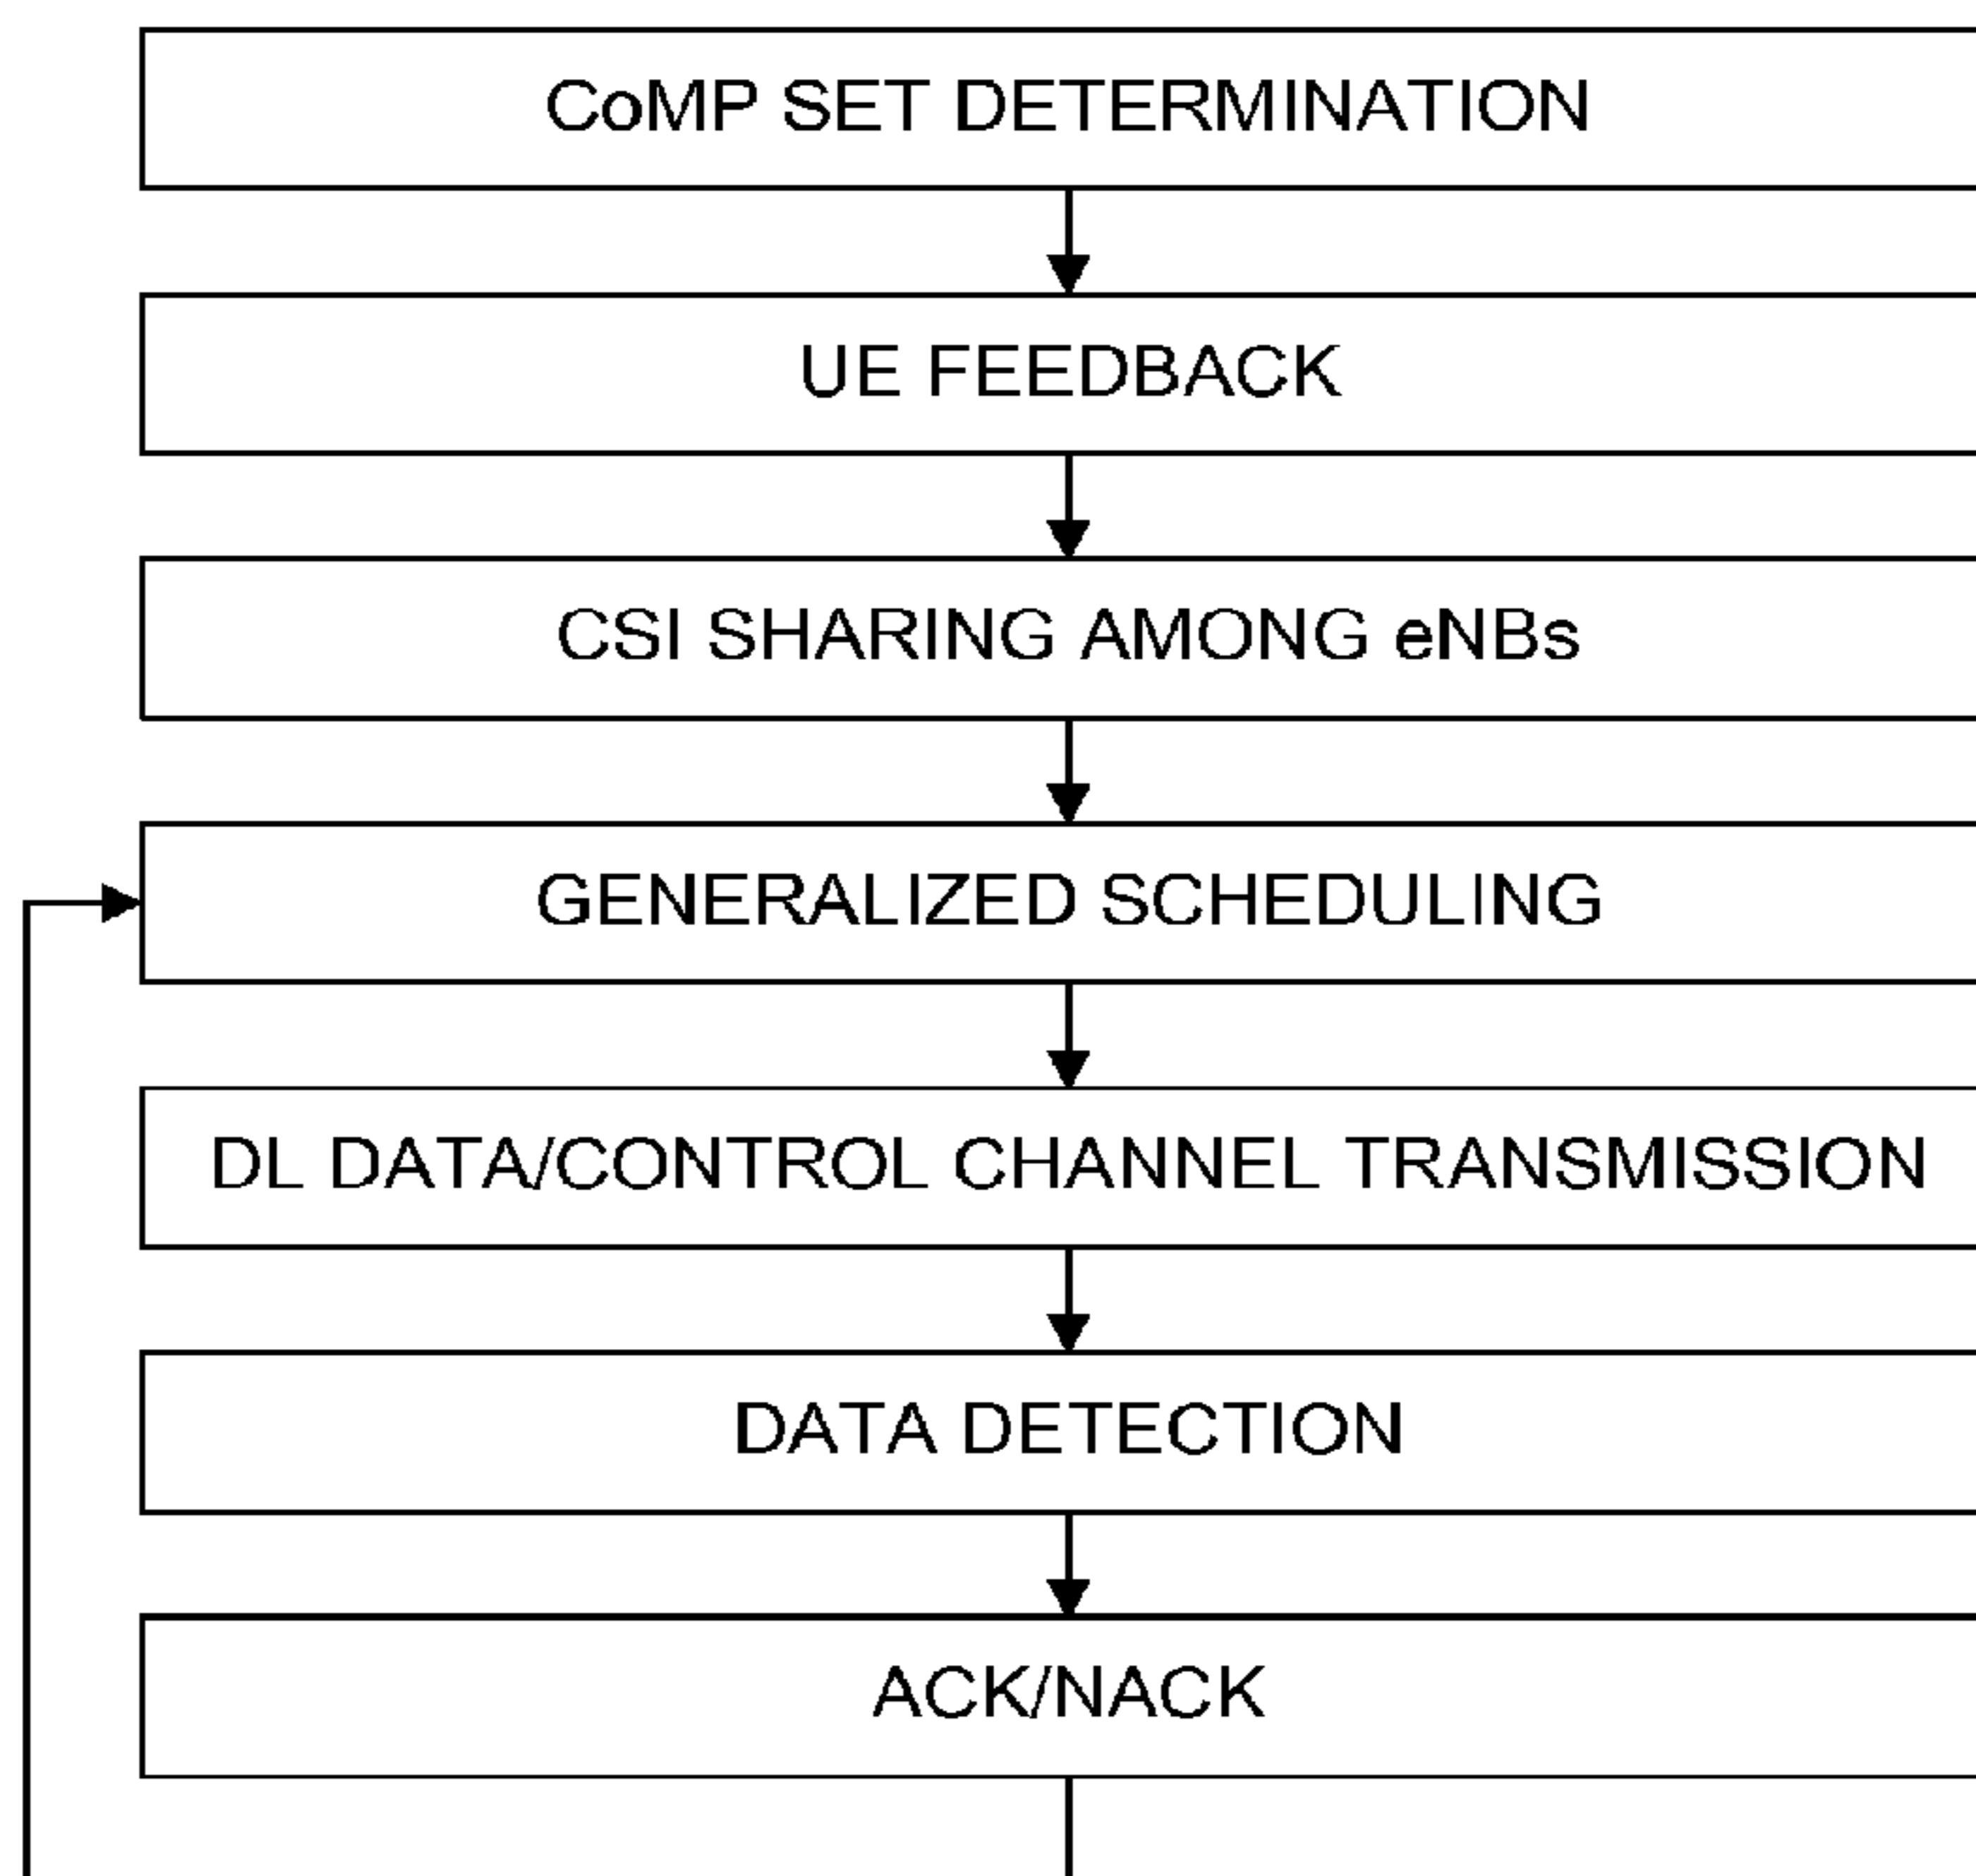 CoMP SET DETERMINATION
UE FEEDBACK
CSI SHARING AMONG eNBs
GENERALIZED SCHEDULING
DL DATA/CONTROL CHANNEL TRANSMISSION
DATA DETECTION
ACK/NACK